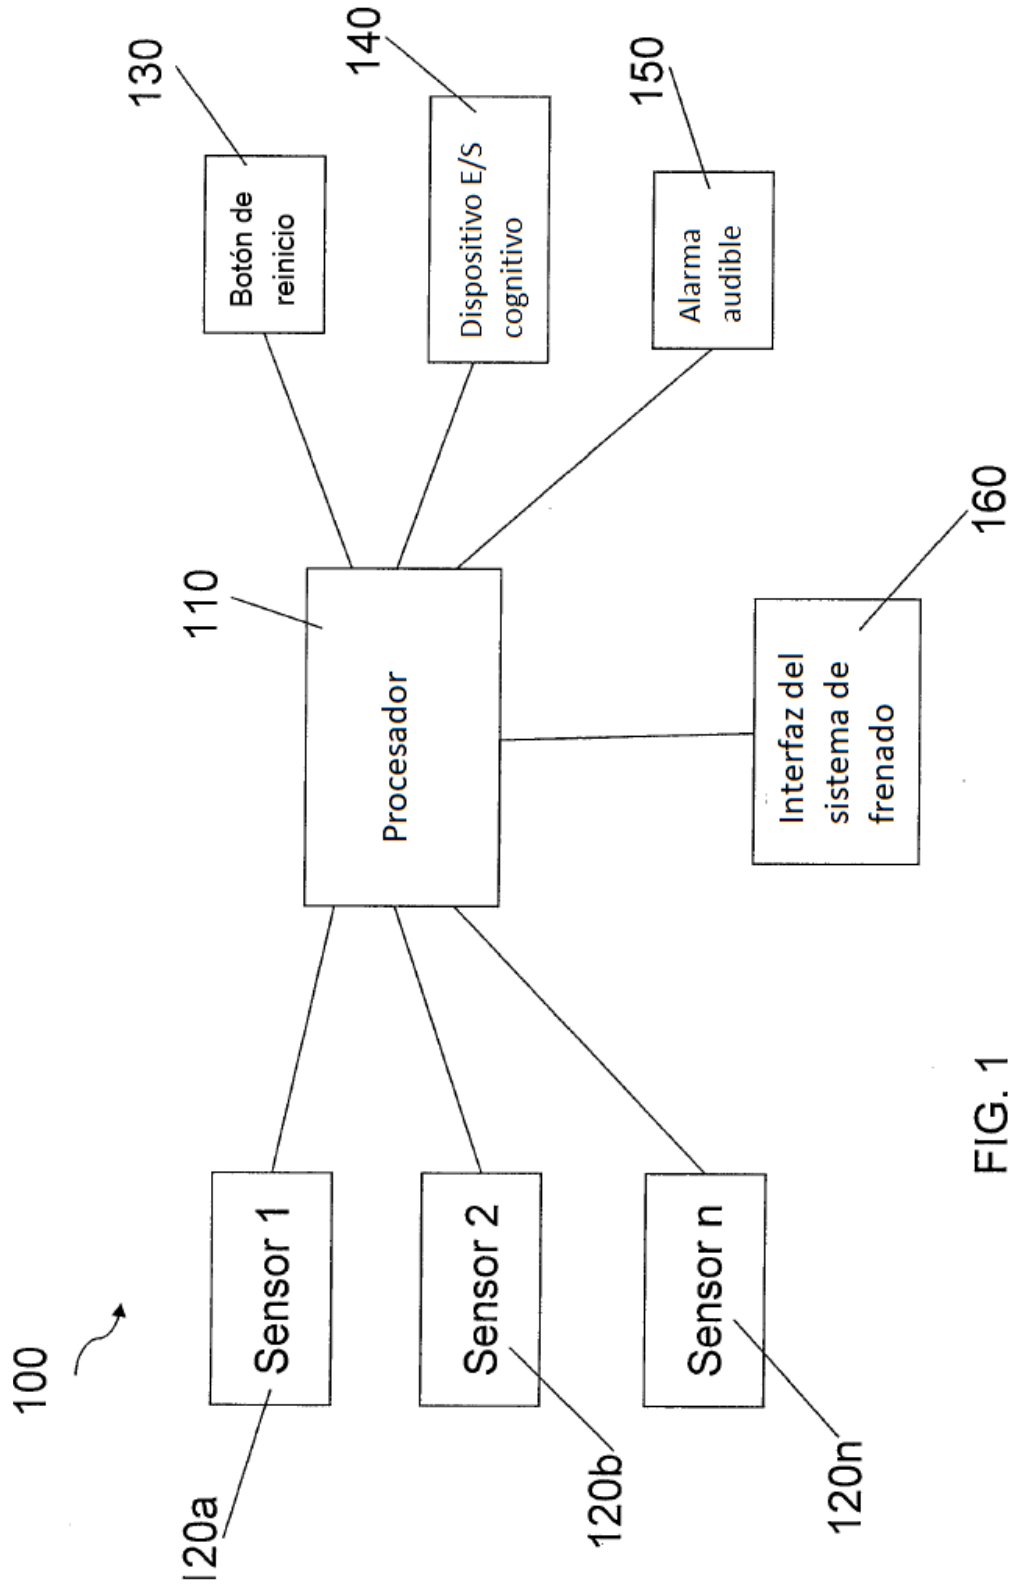 100
120a
Sensor 1
120b
Sensor 2
120n
Sensor n
110
Procesador
130
Botón de
reinicio
140
Dispositivo E/S
cognitivo
150
Alarma
audible
160
Interfaz del
sistema de
frenado
FIG. 1